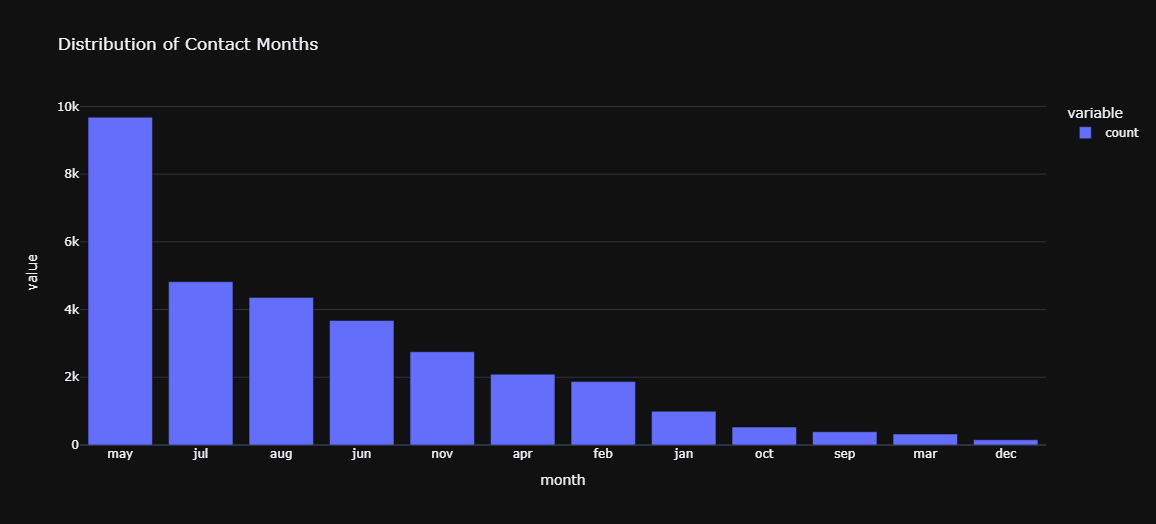 Distribution of Contact Months
10k
8k
6k
4k
2k
0
value
may jul aug jun nov apr feb jan oct sep mar dec
month
variable
count